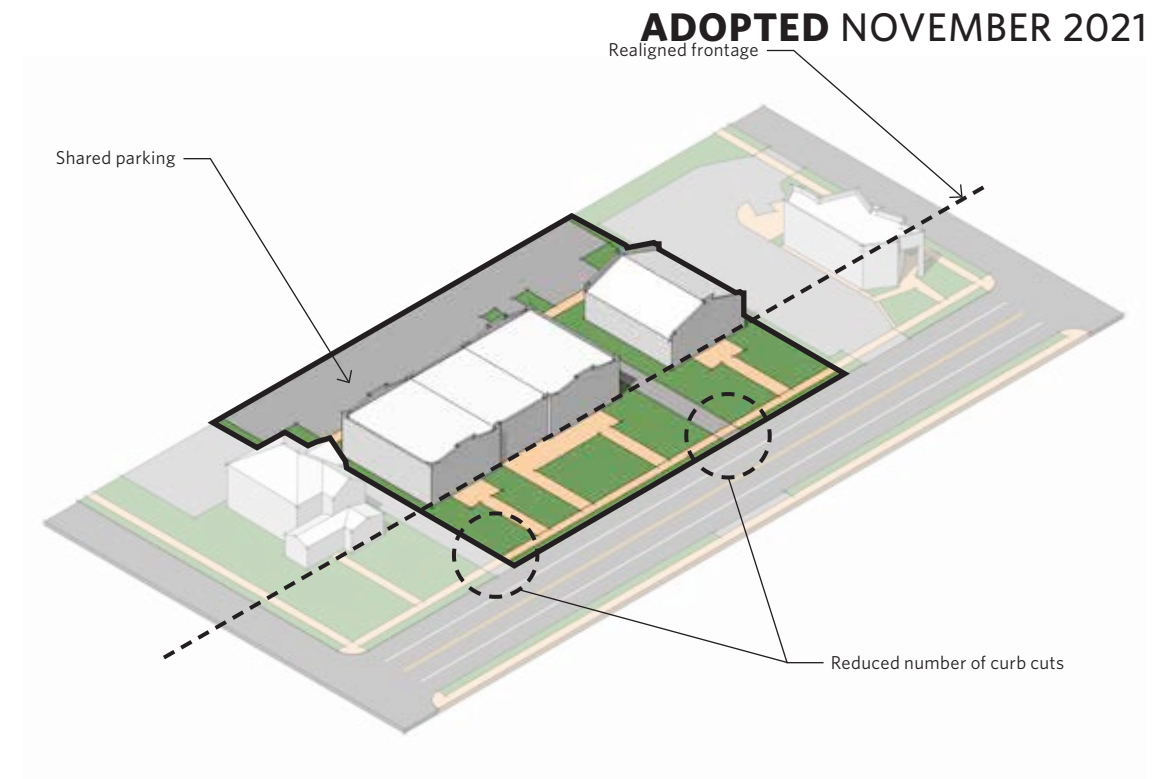 ADOPTED NOVEMBER 2021
Realigned frontage
Shared parking
Reduced number of curb cuts